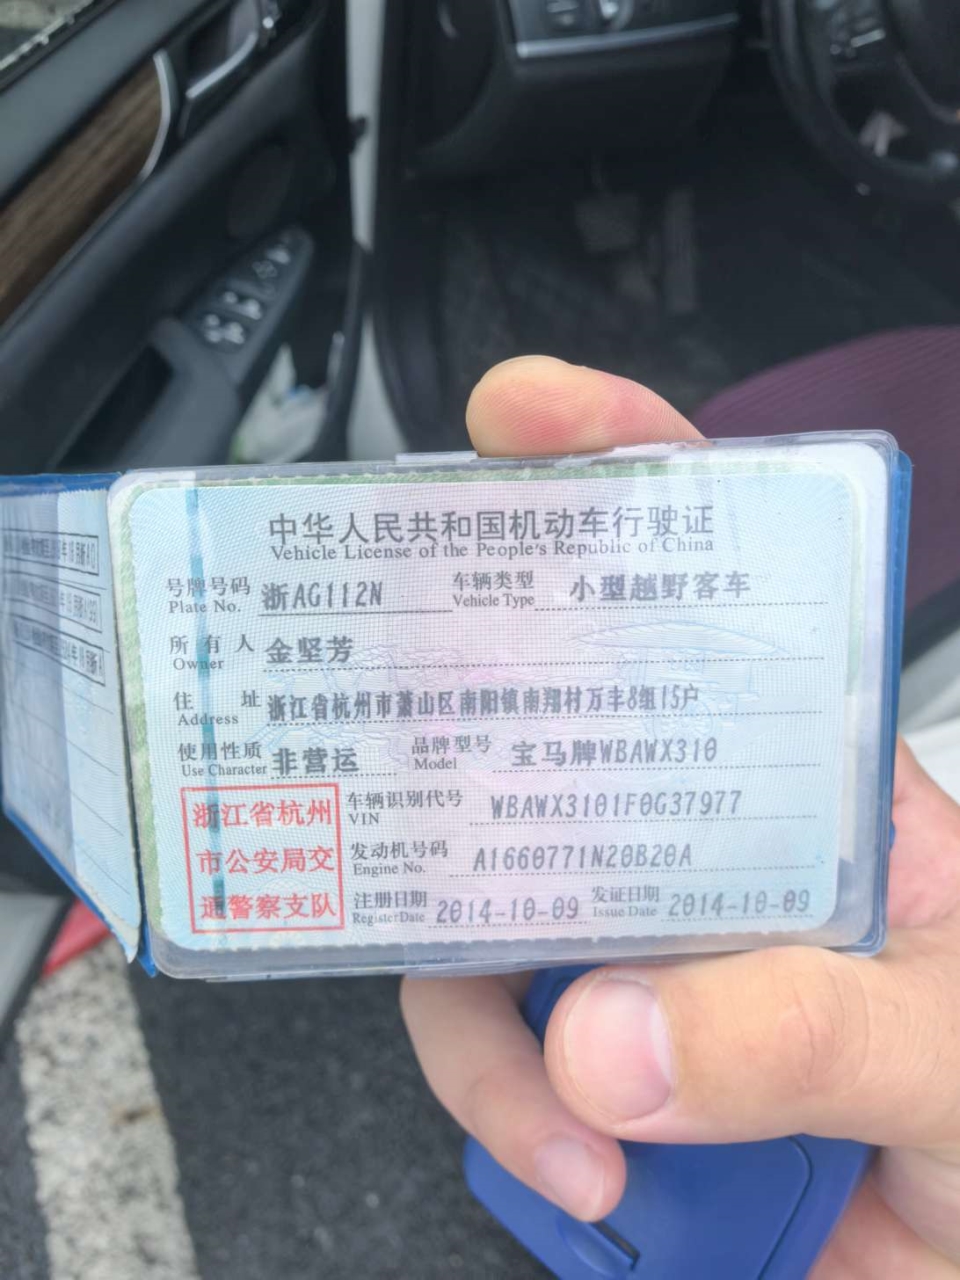 中华人民共和国机动车行驶证
Vehicle License of the People's Republic of China
号牌号码 浙AG112N 车辆类型 小型越野客车
Plate No. Vehicle Type
所有人 金坚芳
Owner
住址 浙江省杭州市萧山区南阳镇南翔村万丰8组15户
Address
使用性质 非营运 品牌型号 宝马牌WBAWX310
Use Character Model
浙江省杭州
市公安局交
通警察支队
车辆识别代号 WBAWX3101F0G37977
VIN
发动机号码 A1660771N20B20A
Engine No.
注册日期 2014-10-09 发证日期 2014-10-09
Register Date Issue Date